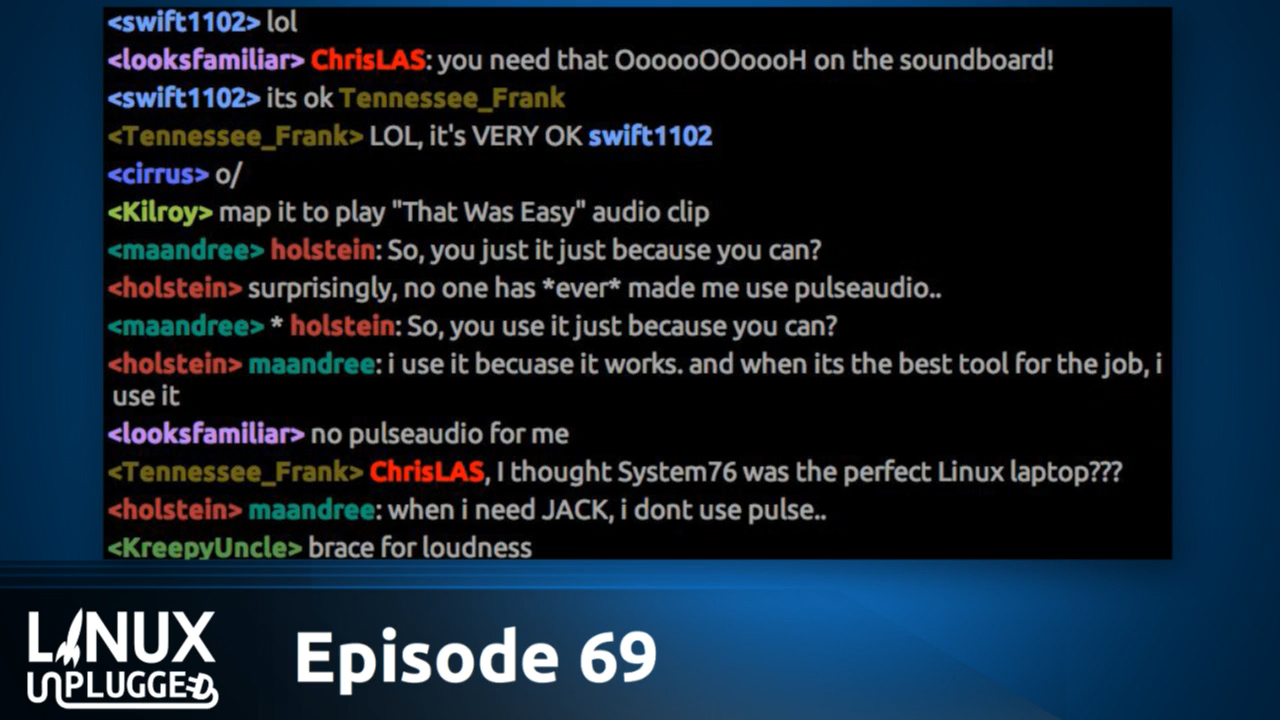 <swift1102> lol
<looksfamiliar> ChrisLAS: you need that OooooOOoooH on the soundboard!
<swift1102> its ok Tennessee_Frank
<Tennessee_Frank> LOL, it's VERY OK swift1102
<cirrus> o/
<Kilroy> map it to play "That Was Easy" audio clip
<maandree> holstein: So, you just it just because you can?
<holstein> surprisingly, no one has *ever* made me use pulseaudio..
<maandree> * holstein: So, you use it just because you can?
<holstein> maandree: i use it becuase it works. and when its the best tool for the job, i
use it
<looksfamiliar> no pulseaudio for me
<Tennessee_Frank> ChrisLAS, I thought System76 was the perfect Linux laptop???
<holstein> maandree: when i need JACK, i dont use pulse..
<KreepyUncle> brace for loudness
LINUX
UNPLUGGED
Episode 69